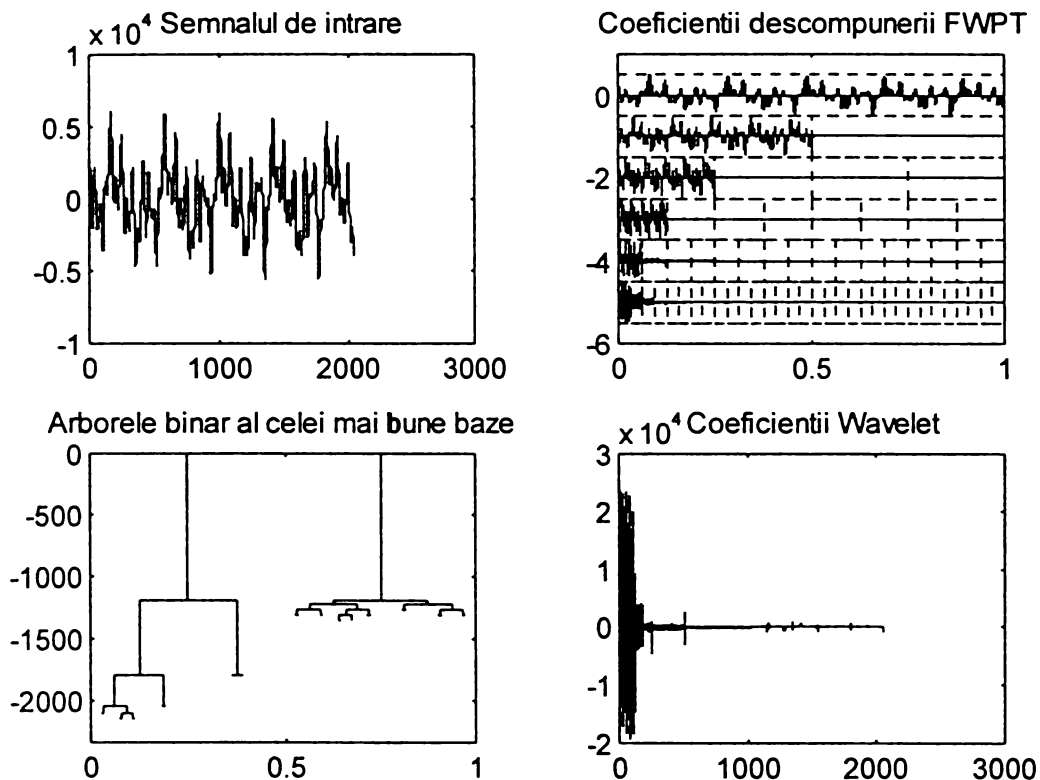 x 10⁴ Semnalul de intrare
1
0.5
0
-0.5
-1
0 1000 2000 3000
Coeficientii descompunerii FWPT
0
-2
-4
-6
0 0.5 1
Arborele binar al celei mai bune baze
0
-500
-1000
-1500
-2000
0 0.5 1
x 10⁴ Coeficientii Wavelet
3
2
1
0
-1
-2
0 1000 2000 3000